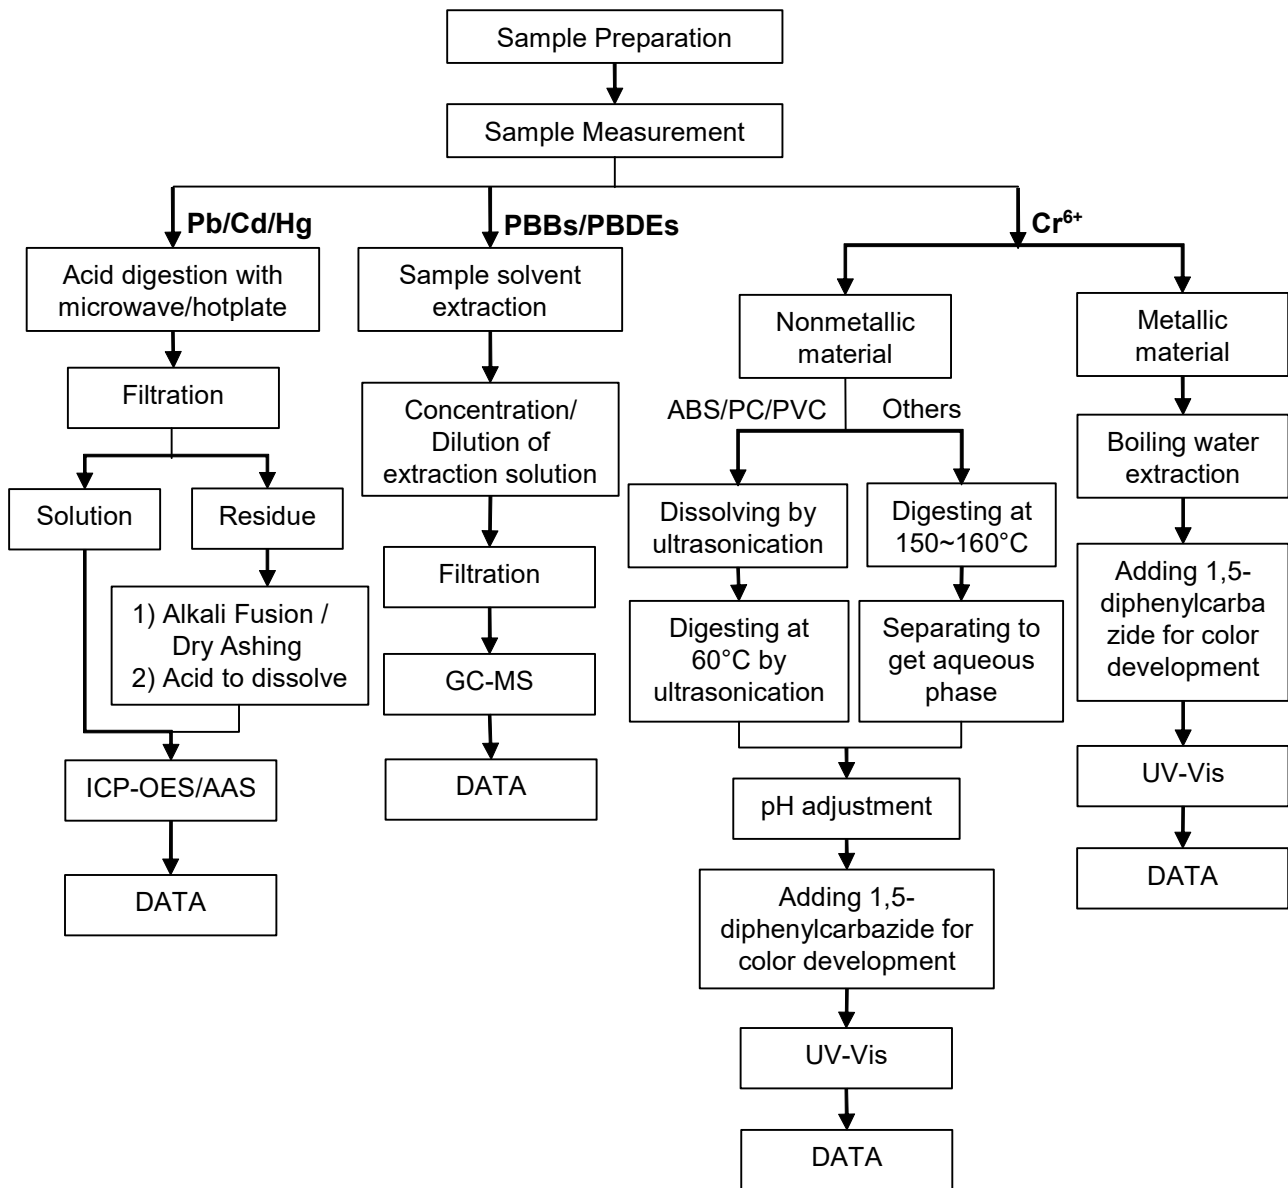 Sample Preparation
Sample Measurement
Pb/Cd/Hg
Acid digestion with
microwave/hotplate
Filtration
Solution
Residue
1) Alkali Fusion /
Dry Ashing
2) Acid to dissolve
ICP-OES/AAS
DATA
PBBs/PBDEs
Sample solvent
extraction
Concentration/
Dilution of
extraction solution
Filtration
GC-MS
DATA
Cr⁶⁺
Nonmetallic
material
ABS/PC/PVC
Others
Dissolving by
ultrasonication
Digesting at
60°C by
ultrasonication
Digesting at
150~160°C
Separating to
get aqueous
phase
pH adjustment
Adding 1,5-
diphenylcarbazide for
color development
UV-Vis
DATA
Metallic
material
Boiling water
extraction
Adding 1,5-
diphenylcarba
zide for color
development
UV-Vis
DATA